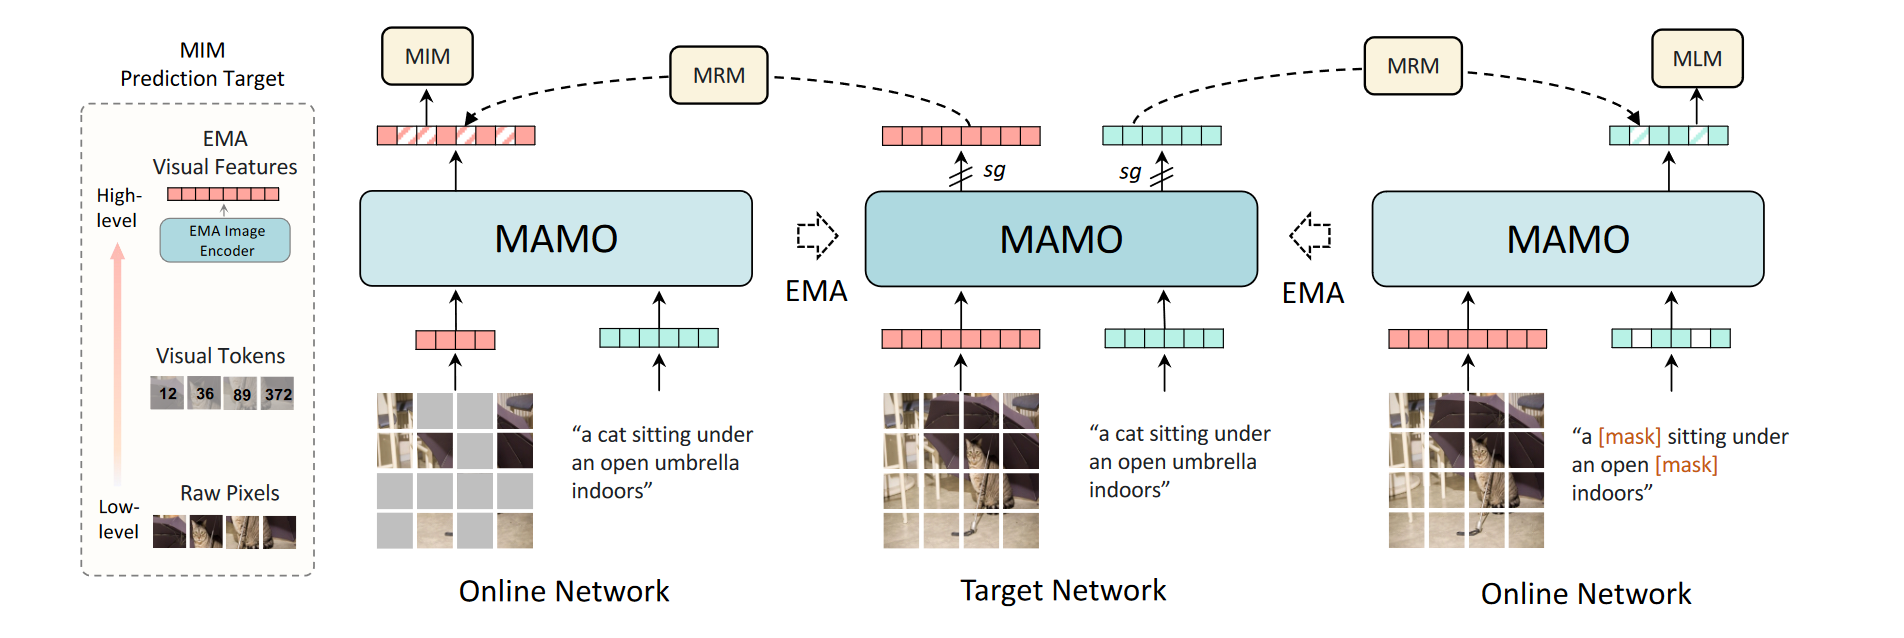 MIM
Prediction Target
EMA
Visual Features
High-
level
EMA Image
Encoder
Visual Tokens
12 36 89 372
Raw Pixels
Low-
level
MIM
MRM
MRM
MLM
sg
sg
MAMO
MAMO
MAMO
EMA
EMA
“a cat sitting under
an open umbrella
indoors”
“a cat sitting under
an open umbrella
indoors”
“a [mask] sitting under
an open [mask]
indoors”
Online Network
Target Network
Online Network